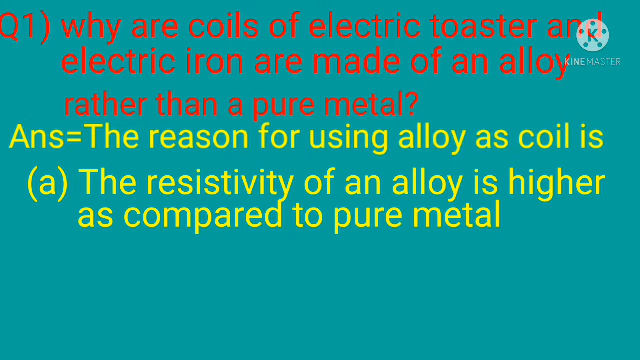 Q1) why are coils of electric toaster and
electric iron are made of an alloy
KINEMASTER
rather than a pure metal?
Ans=The reason for using alloy as coil is
(a) The resistivity of an alloy is higher
as compared to pure metal